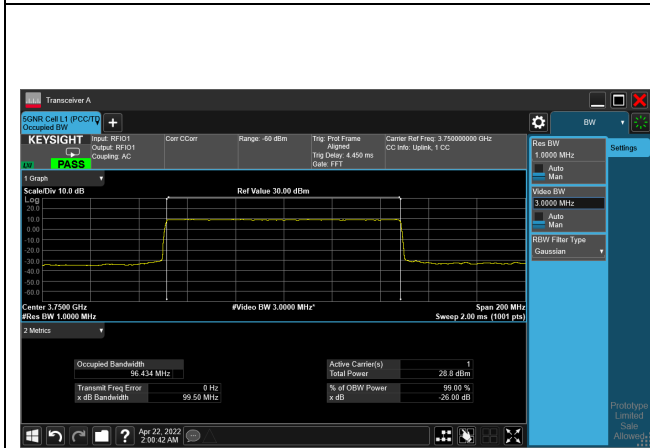 Transceiver A
5GNR Cell L1 (PCC/TD
Occupied BW
BW
KEYSIGHT
Input: RFIO1
Output: RFIO1
Coupling: AC
Corr CCorr
Range: -60 dBm
Trig: Prot Frame
Aligned
Trig Delay: 4.450 ms
Gate: FFT
Carrier Ref Freq: 3.750000000 GHz
CC Info: Uplink, 1 CC
PASS
Res BW
1.0000 MHz
Auto
Man
Settings
Video BW
3.0000 MHz
Auto
Man
RBW Filter Type
Gaussian
1 Graph
Scale/Div 10.0 dB
Ref Value 30.00 dBm
Log
20.0
10.0
0.00
-10.0
-20.0
-30.0
-40.0
-50.0
-60.0
Center 3.7500 GHz
#Video BW 3.0000 MHz*
Span 200 MHz
#Res BW 1.0000 MHz
Sweep 2.00 ms (1001 pts)
2 Metrics
Occupied Bandwidth
96.434 MHz
Active Carrier(s) 1
Total Power 28.8 dBm
Transmit Freq Error 0 Hz
x dB Bandwidth 99.50 MHz
% of OBW Power 99.00 %
x dB -26.00 dB
Apr 22, 2022
2:00:42 AM
Prototype
Limited
Sale
Allowed